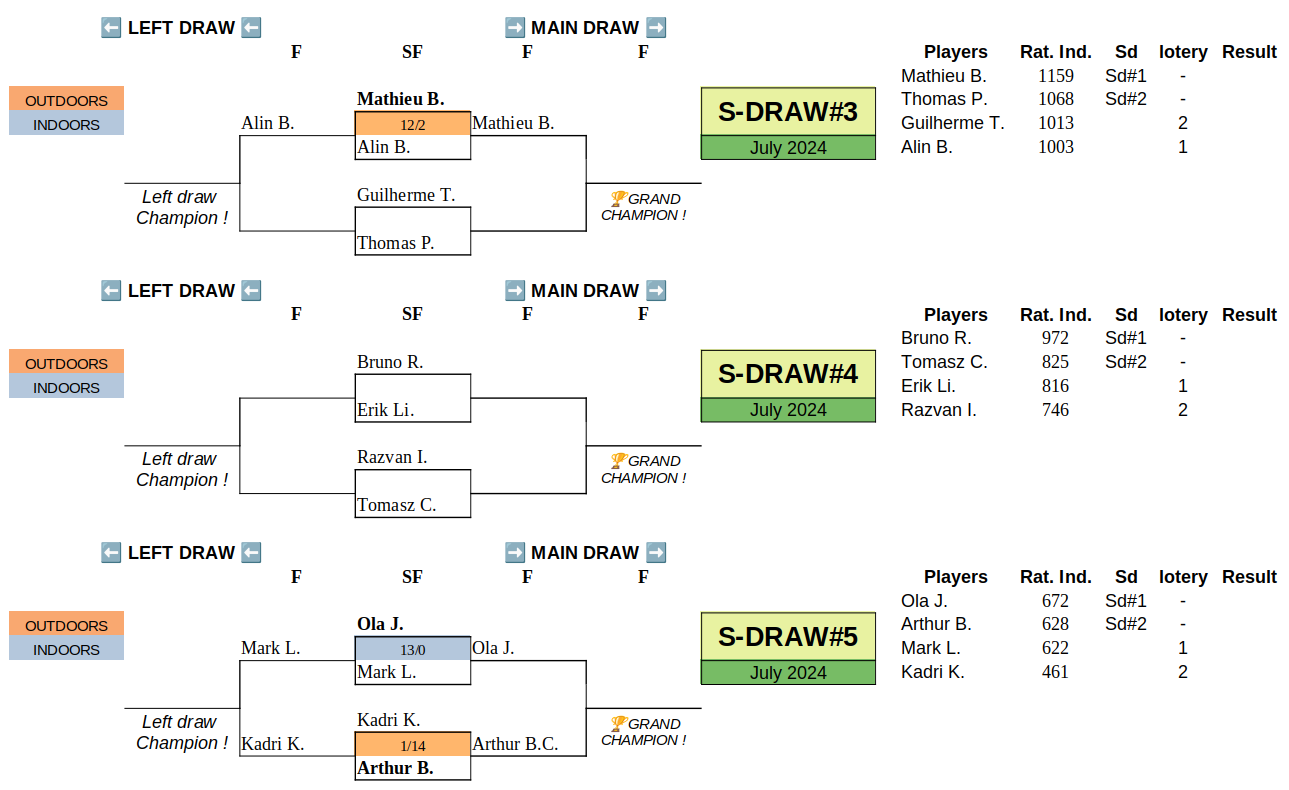 ⬅️ LEFT DRAW ⬅️ ➡️ MAIN DRAW ➡️
F SF F F Players Rat. Ind. Sd lotery Result
Mathieu B. 1159 Sd#1 -
OUTDOORS Mathieu B. S-DRAW#3 Thomas P. 1068 Sd#2 -
INDOORS Alin B. 12/2 Mathieu B. Guilherme T. 1013 2
Alin B. July 2024 Alin B. 1003 1
Left draw Guilherme T. 🏆GRAND
Champion ! CHAMPION !
Thomas P.
⬅️ LEFT DRAW ⬅️ ➡️ MAIN DRAW ➡️
F SF F F Players Rat. Ind. Sd lotery Result
Bruno R. 972 Sd#1 -
OUTDOORS Bruno R. S-DRAW#4 Tomasz C. 825 Sd#2 -
INDOORS Erik Li. 816 1
Erik Li. July 2024 Razvan I. 746 2
Left draw Razvan I. 🏆GRAND
Champion ! CHAMPION !
Tomasz C.
⬅️ LEFT DRAW ⬅️ ➡️ MAIN DRAW ➡️
F SF F F Players Rat. Ind. Sd lotery Result
Ola J. 672 Sd#1 -
OUTDOORS Ola J. S-DRAW#5 Arthur B. 628 Sd#2 -
INDOORS Mark L. 13/0 Ola J. Mark L. 622 1
Mark L. July 2024 Kadri K. 461 2
Left draw Kadri K. 🏆GRAND
Champion ! CHAMPION !
Kadri K. 1/14 Arthur B.C.
Arthur B.